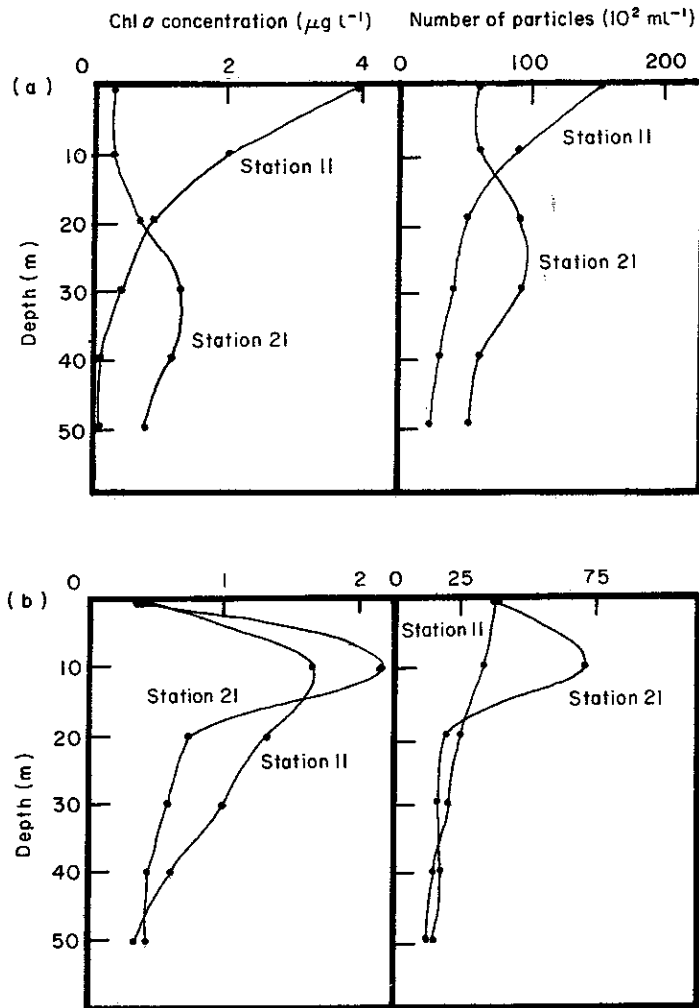 Chl a concentration (μg l⁻¹)
Number of particles (10² ml⁻¹)
(a)
0 2 4
0 100 200
Depth (m)
10
20
30
40
50
Station 11
Station 21
Station 11
Station 21
(b)
0 1 2
0 25 75
Depth (m)
10
20
30
40
50
Station 21
Station 11
Station 11
Station 21